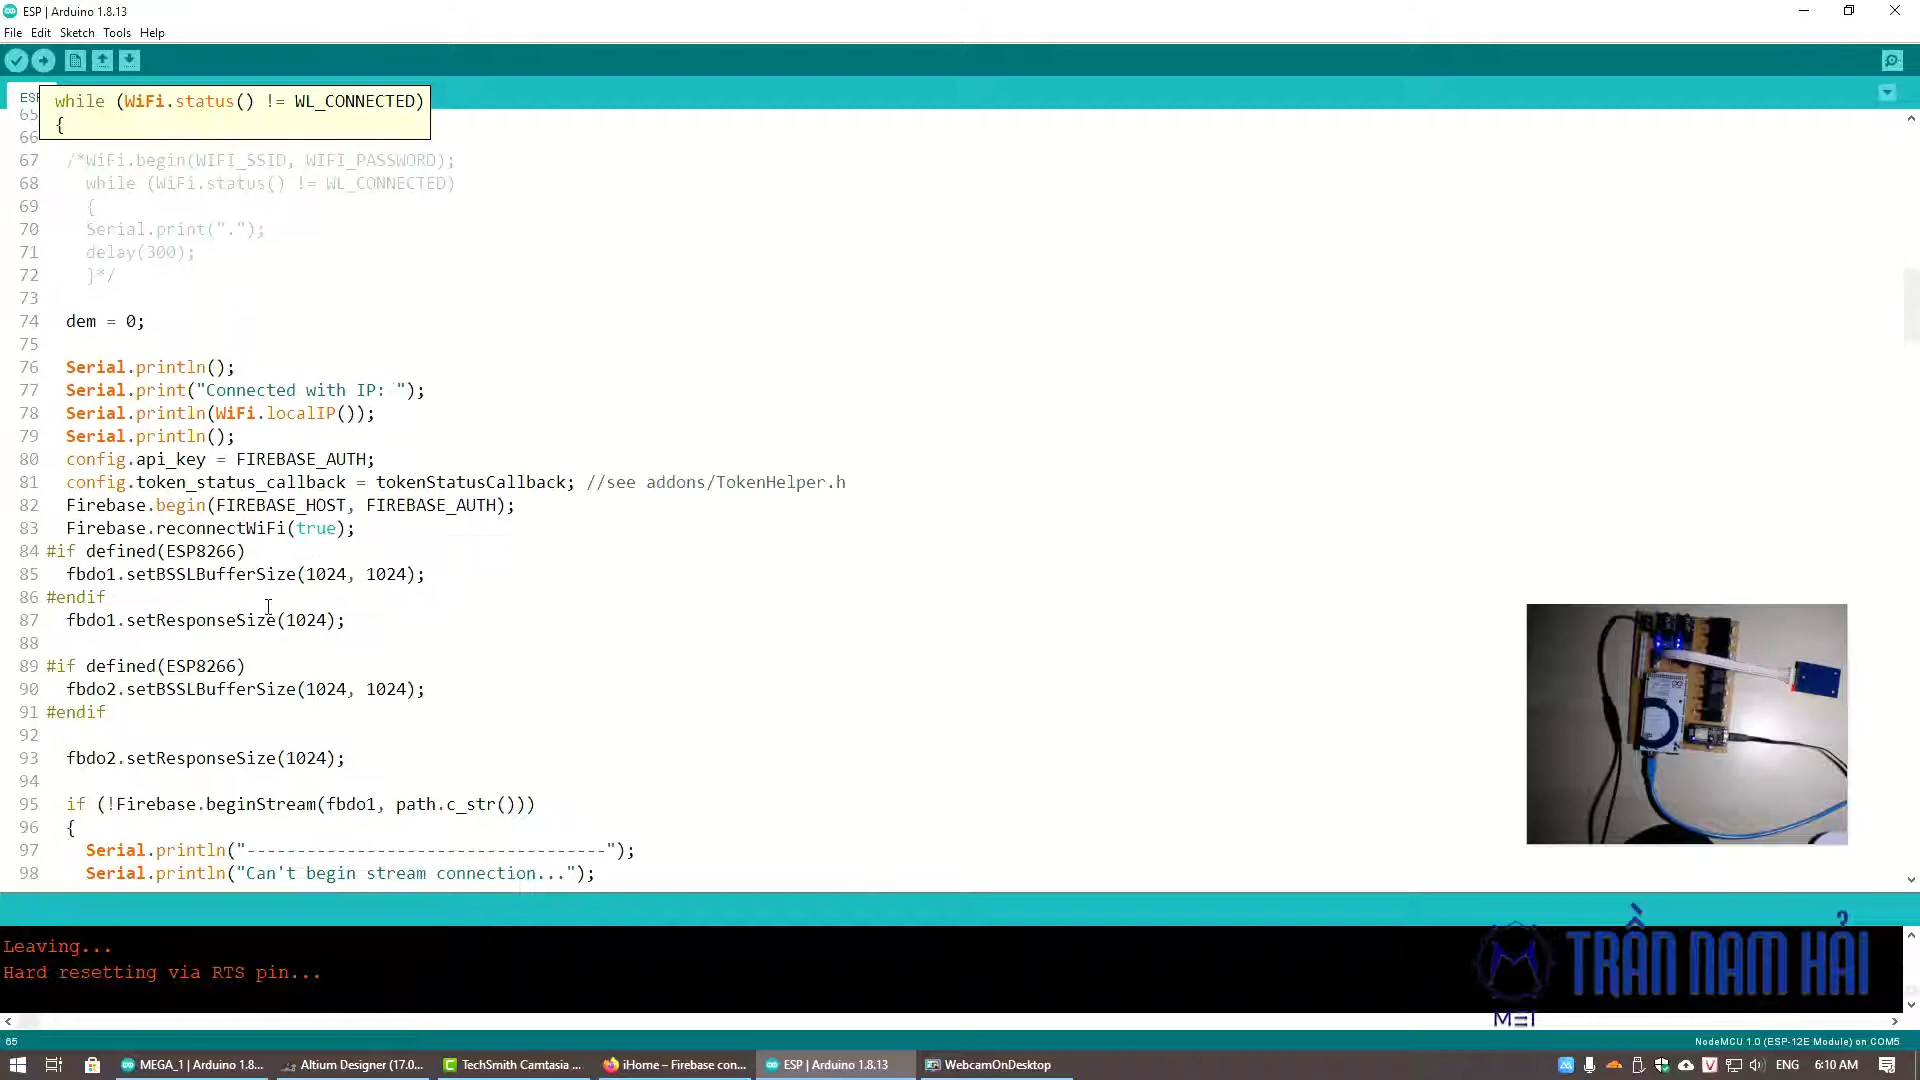 ESP | Arduino 1.8.13
File Edit Sketch Tools Help
ESP
while (WiFi.status() != WL_CONNECTED)
{
65
66
67 /*WiFi.begin(WIFI_SSID, WIFI_PASSWORD);
68 while (WiFi.status() != WL_CONNECTED)
69 {
70 Serial.print(".");
71 delay(300);
72 }*/
73
74 dem = 0;
75
76 Serial.println();
77 Serial.print("Connected with IP: ");
78 Serial.println(WiFi.localIP());
79 Serial.println();
80 config.api_key = FIREBASE_AUTH;
81 config.token_status_callback = tokenStatusCallback; //see addons/TokenHelper.h
82 Firebase.begin(FIREBASE_HOST, FIREBASE_AUTH);
83 Firebase.reconnectWiFi(true);
84 #if defined(ESP8266)
85 fbdo1.setBSSLBufferSize(1024, 1024);
86 #endif
87 fbdo1.setResponseSize(1024);
88
89 #if defined(ESP8266)
90 fbdo2.setBSSLBufferSize(1024, 1024);
91 #endif
92
93 fbdo2.setResponseSize(1024);
94
95 if (!Firebase.beginStream(fbdo1, path.c_str()))
96 {
97 Serial.println("------------------------------------");
98 Serial.println("Can't begin stream connection...");
Leaving...
Hard resetting via RTS pin...
TRẦN NAM HẢI
MEI
65
NodeMCU 1.0 (ESP-12E Module) on COM5
MEGA_1 | Arduino 1.8... Altium Designer (17.0... TechSmith Camtasia ... iHome – Firebase con... ESP | Arduino 1.8.13 WebcamOnDesktop ENG 6:10 AM